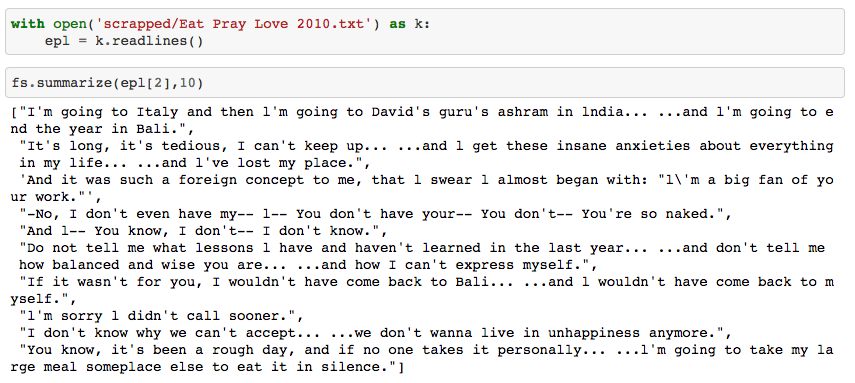 with open('scrapped/Eat Pray Love 2010.txt') as k:
    epl = k.readlines()
fs.summarize(epl[2],10)
["I'm going to Italy and then l'm going to David's guru's ashram in lndia... ...and l'm going to e
nd the year in Bali.",
 "It's long, it's tedious, I can't keep up... ...and l get these insane anxieties about everything
 in my life... ...and l've lost my place.",
 'And it was such a foreign concept to me, that l swear l almost began with: "l\'m a big fan of yo
ur work."',
 "-No, I don't even have my-- l-- You don't have your-- You don't-- You're so naked.",
 "And l-- You know, I don't-- I don't know.",
 "Do not tell me what lessons l have and haven't learned in the last year... ...and don't tell me
 how balanced and wise you are... ...and how I can't express myself.",
 "If it wasn't for you, I wouldn't have come back to Bali... ...and l wouldn't have come back to m
yself.",
 "l'm sorry l didn't call sooner.",
 "I don't know why we can't accept... ...we don't wanna live in unhappiness anymore.",
 "You know, it's been a rough day, and if no one takes it personally... ...l'm going to take my la
rge meal someplace else to eat it in silence."]